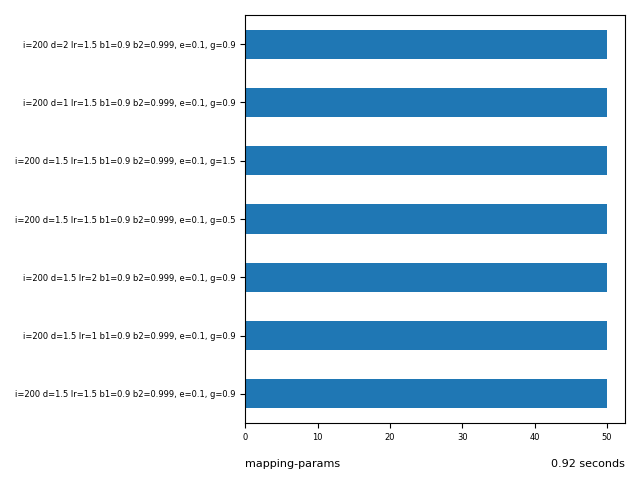 i=200 d=2 lr=1.5 b1=0.9 b2=0.999, e=0.1, g=0.9
i=200 d=1 lr=1.5 b1=0.9 b2=0.999, e=0.1, g=0.9
i=200 d=1.5 lr=1.5 b1=0.9 b2=0.999, e=0.1, g=1.5
i=200 d=1.5 lr=1.5 b1=0.9 b2=0.999, e=0.1, g=0.5
i=200 d=1.5 lr=2 b1=0.9 b2=0.999, e=0.1, g=0.9
i=200 d=1.5 lr=1 b1=0.9 b2=0.999, e=0.1, g=0.9
i=200 d=1.5 lr=1.5 b1=0.9 b2=0.999, e=0.1, g=0.9
0 10 20 30 40 50
mapping-params 0.92 seconds